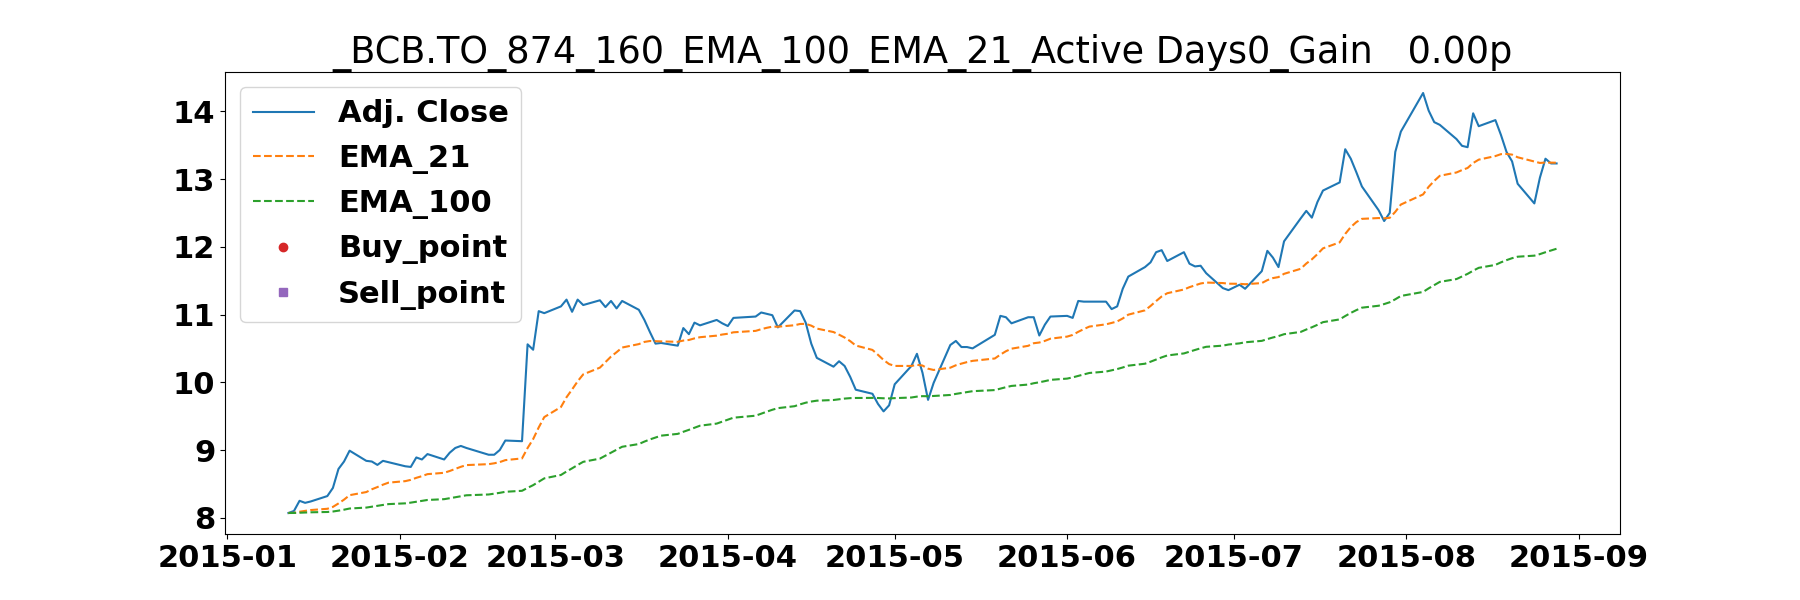 _BCB.TO_874_160_EMA_100_EMA_21_Active Days0_Gain   0.00p
Adj. Close
EMA_21
EMA_100
Buy_point
Sell_point
14
13
12
11
10
9
8
2015-01 2015-02 2015-03 2015-04 2015-05 2015-06 2015-07 2015-08 2015-09